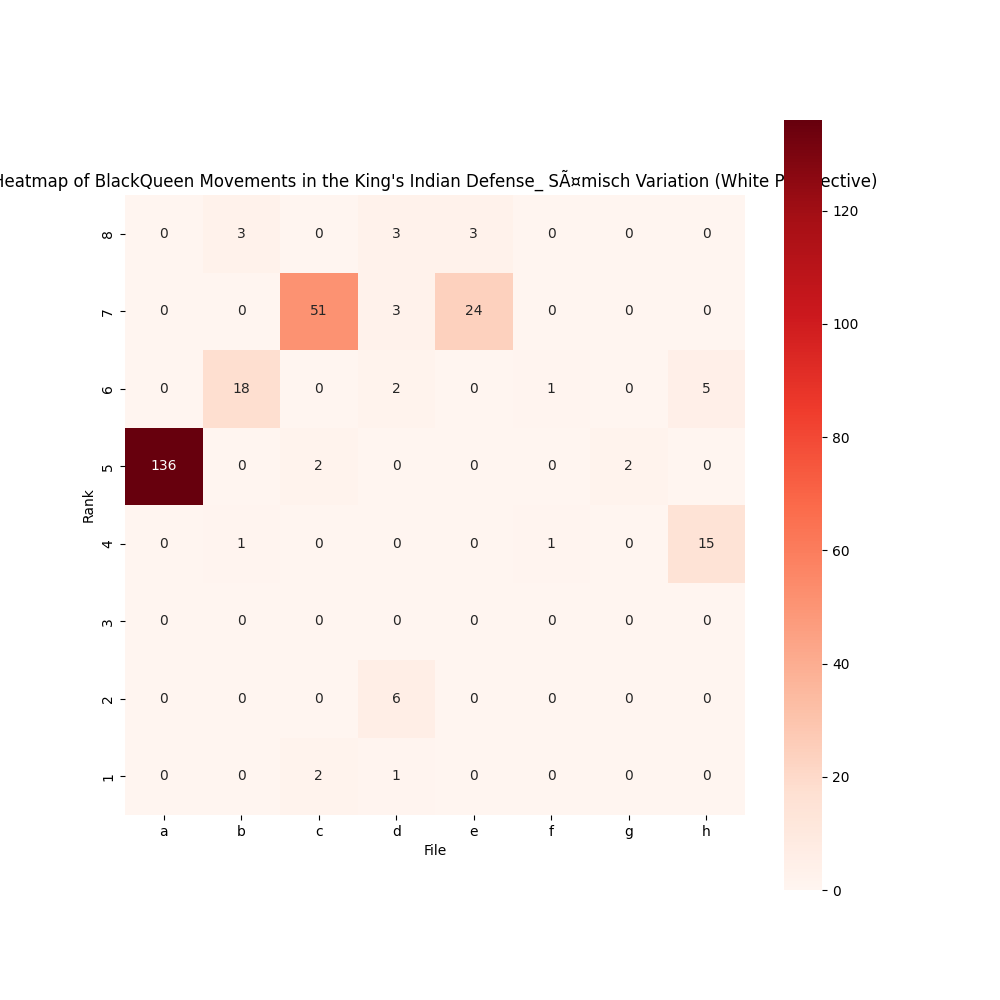 Heatmap of BlackQueen Movements in the King's Indian Defense_ SÃ¤misch Variation (White
8 0 3 0 3 3 0 0 0
7 0 0 51 3 24 0 0 0
6 0 18 0 2 0 1 0 5
5 136 0 2 0 0 0 2 0
Rank
4 0 1 0 0 0 1 0 15
3 0 0 0 0 0 0 0 0
2 0 0 0 6 0 0 0 0
1 0 0 2 1 0 0 0 0
a b c d e f g h
File
120
100
80
60
40
20
0